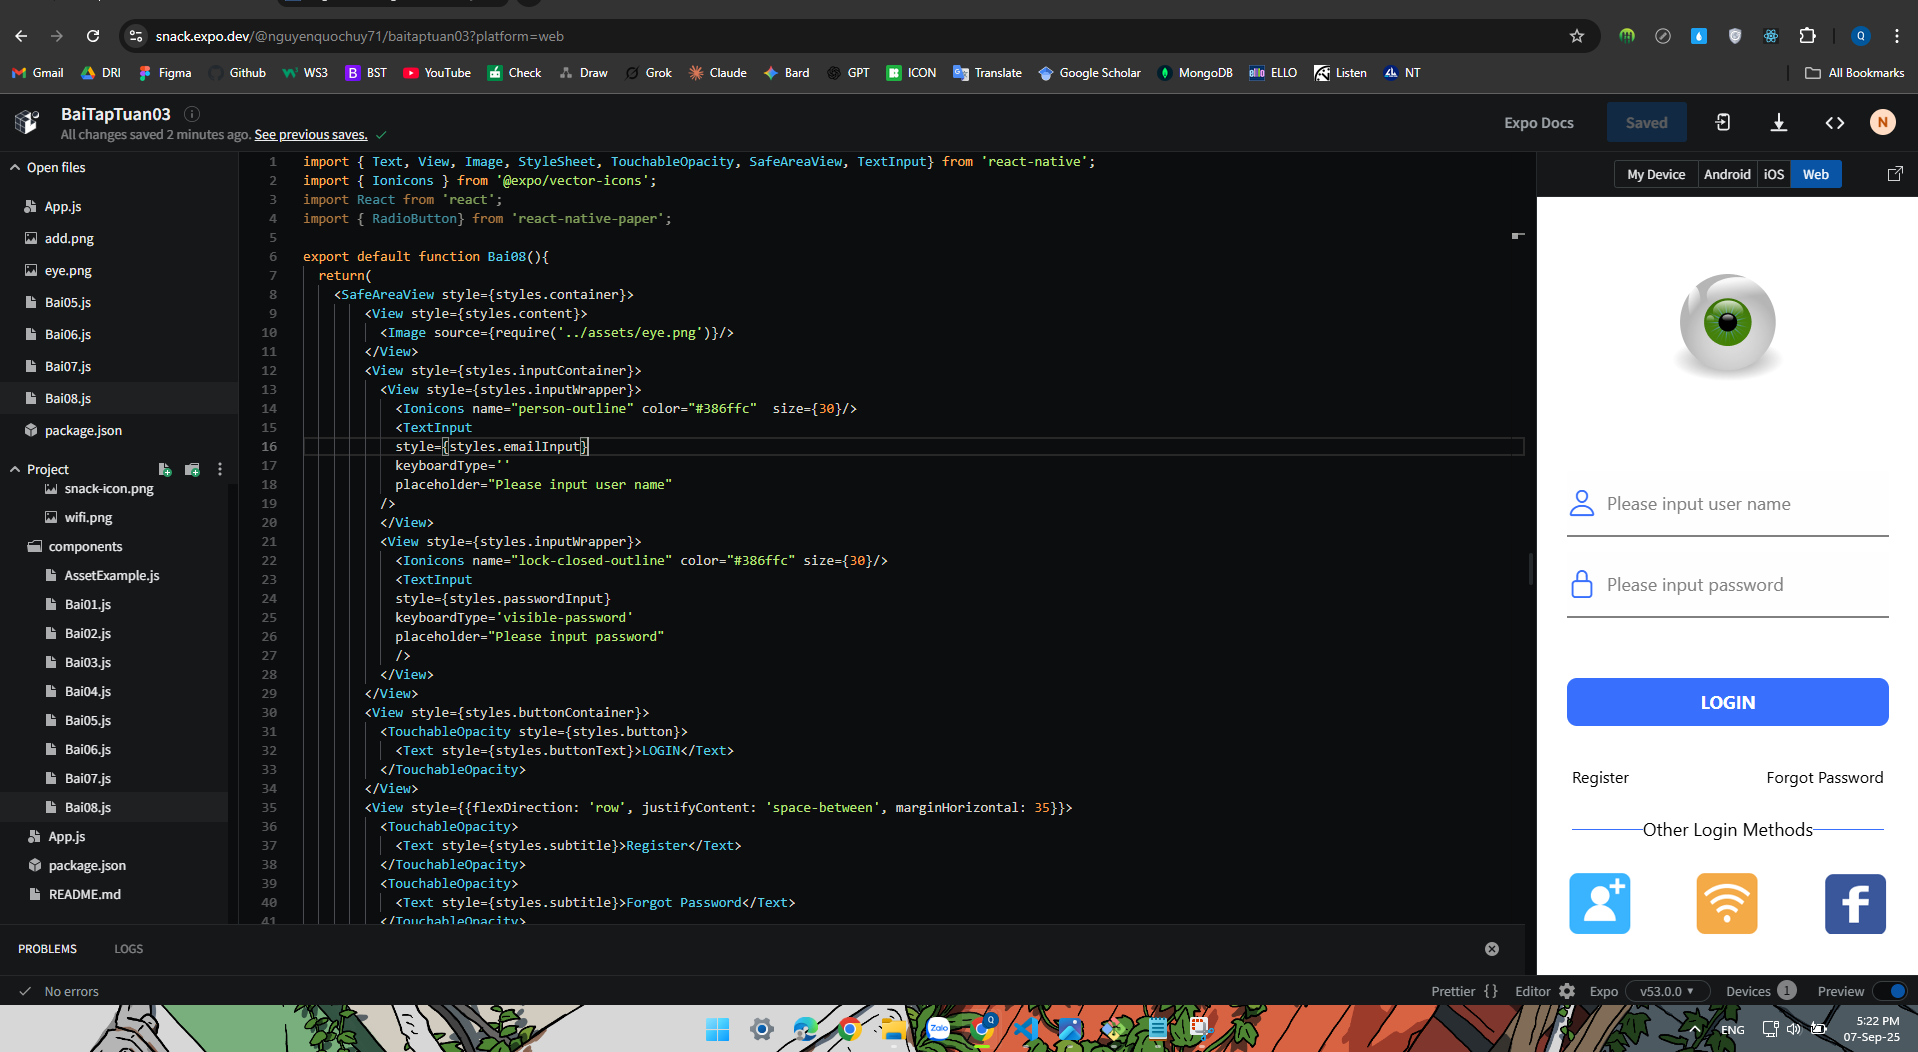 snack.expo.dev/@nguyenquochuy71/baitaptuan03?platform=web
Q
Gmail DRI Figma Github WS3 BST YouTube Check Draw Grok Claude Bard GPT ICON Translate Google Scholar MongoDB ELLO Listen NT All Bookmarks
BaiTapTuan03
All changes saved 2 minutes ago. See previous saves.
Expo Docs Saved N
Open files
App.js
add.png
eye.png
Bai05.js
Bai06.js
Bai07.js
Bai08.js
package.json
Project
snack-icon.png
wifi.png
components
AssetExample.js
Bai01.js
Bai02.js
Bai03.js
Bai04.js
Bai05.js
Bai06.js
Bai07.js
Bai08.js
App.js
package.json
README.md
1 import { Text, View, Image, StyleSheet, TouchableOpacity, SafeAreaView, TextInput} from 'react-native';
2 import { Ionicons } from '@expo/vector-icons';
3 import React from 'react';
4 import { RadioButton} from 'react-native-paper';
5
6 export default function Bai08(){
7 return(
8 <SafeAreaView style={styles.container}>
9 <View style={styles.content}>
10 <Image source={require('../assets/eye.png')}/>
11 </View>
12 <View style={styles.inputContainer}>
13 <View style={styles.inputWrapper}>
14 <Ionicons name="person-outline" color="#386ffc"  size={30}/>
15 <TextInput
16 style={styles.emailInput}
17 keyboardType=''
18 placeholder="Please input user name"
19 />
20 </View>
21 <View style={styles.inputWrapper}>
22 <Ionicons name="lock-closed-outline" color="#386ffc" size={30}/>
23 <TextInput
24 style={styles.passwordInput}
25 keyboardType='visible-password'
26 placeholder="Please input password"
27 />
28 </View>
29 </View>
30 <View style={styles.buttonContainer}>
31 <TouchableOpacity style={styles.button}>
32 <Text style={styles.buttonText}>LOGIN</Text>
33 </TouchableOpacity>
34 </View>
35 <View style={{flexDirection: 'row', justifyContent: 'space-between', marginHorizontal: 35}}>
36 <TouchableOpacity>
37 <Text style={styles.subtitle}>Register</Text>
38 </TouchableOpacity>
39 <TouchableOpacity>
40 <Text style={styles.subtitle}>Forgot Password</Text>
41 </TouchableOpacity>
My Device Android iOS Web
Please input user name
Please input password
LOGIN
Register Forgot Password
Other Login Methods
PROBLEMS LOGS
No errors
Prettier { } Editor Expo v53.0.0 Devices 1 Preview
Zalo Q
ENG
5:22 PM
07-Sep-25